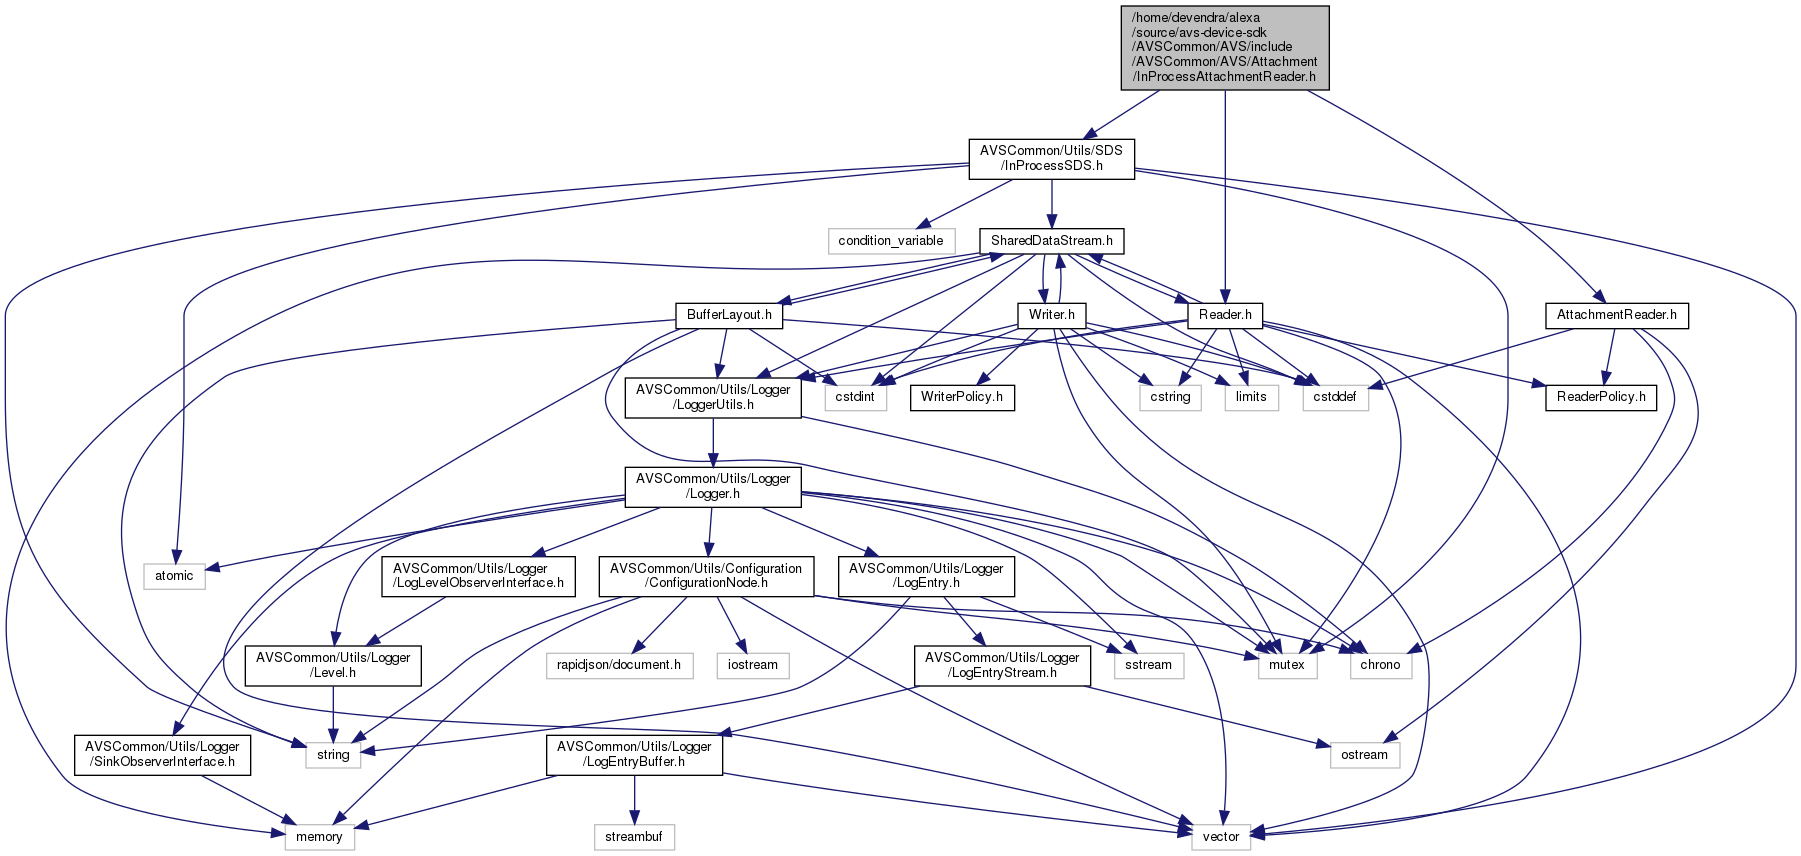 /home/devendra/alexa
/source/avs-device-sdk
/AVSCommon/AVS/include
/AVSCommon/AVS/Attachment
/InProcessAttachmentReader.h
AVSCommon/Utils/SDS
/InProcessSDS.h
condition_variable
SharedDataStream.h
BufferLayout.h
Writer.h
Reader.h
AttachmentReader.h
AVSCommon/Utils/Logger
/LoggerUtils.h
cstdint
WriterPolicy.h
cstring
limits
cstddef
ReaderPolicy.h
AVSCommon/Utils/Logger
/Logger.h
atomic
AVSCommon/Utils/Logger
/LogLevelObserverInterface.h
AVSCommon/Utils/Configuration
/ConfigurationNode.h
AVSCommon/Utils/Logger
/LogEntry.h
AVSCommon/Utils/Logger
/Level.h
rapidjson/document.h
iostream
AVSCommon/Utils/Logger
/LogEntryStream.h
sstream
mutex
chrono
AVSCommon/Utils/Logger
/SinkObserverInterface.h
string
AVSCommon/Utils/Logger
/LogEntryBuffer.h
ostream
memory
streambuf
vector